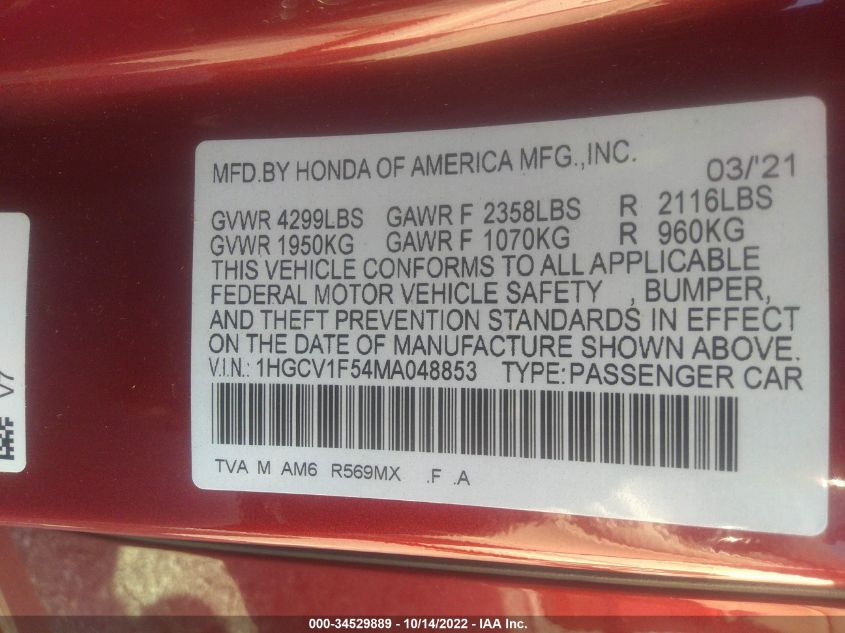 MFD.BY HONDA OF AMERICA MFG.,INC. 03/'21
GVWR 4299LBS GAWR F 2358LBS R 2116LBS
GVWR 1950KG GAWR F 1070KG R 960KG
THIS VEHICLE CONFORMS TO ALL APPLICABLE
FEDERAL MOTOR VEHICLE SAFETY , BUMPER,
AND THEFT PREVENTION STANDARDS IN EFFECT
ON THE DATE OF MANUFACTURE SHOWN ABOVE.
V.I.N.: 1HGCV1F54MA048853 TYPE:PASSENGER CAR
TVA M AM6 R569MX .F .A
V7
000-34529889 - 10/14/2022 - IAA Inc.